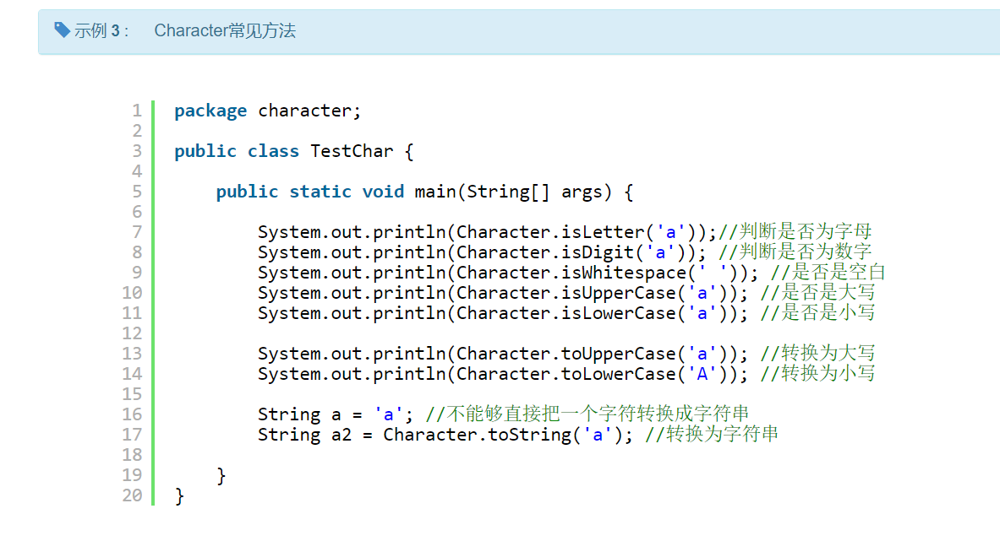 示例 3 : Character常见方法
1 package character;
2
3 public class TestChar {
4
5     public static void main(String[] args) {
6
7         System.out.println(Character.isLetter('a'));//判断是否为字母
8         System.out.println(Character.isDigit('a')); //判断是否为数字
9         System.out.println(Character.isWhitespace(' ')); //是否是空白
10         System.out.println(Character.isUpperCase('a')); //是否是大写
11         System.out.println(Character.isLowerCase('a')); //是否是小写
12
13         System.out.println(Character.toUpperCase('a')); //转换为大写
14         System.out.println(Character.toLowerCase('A')); //转换为小写
15
16         String a = 'a'; //不能够直接把一个字符转换成字符串
17         String a2 = Character.toString('a'); //转换为字符串
18
19     }
20 }